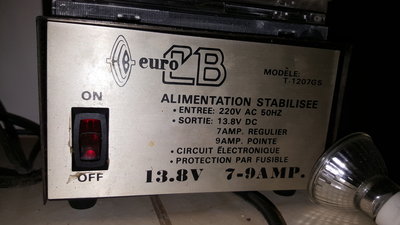 euro CB
MODÈLE:
T-1207GS
ON
OFF
ALIMENTATION STABILISEE
• ENTREE: 220V AC 50HZ
• SORTIE: 13.8V DC
7AMP. REGULIER
9AMP. POINTE
• CIRCUIT ÉLECTRONIQUE
• PROTECTION PAR FUSIBLE
13.8V 7-9AMP.